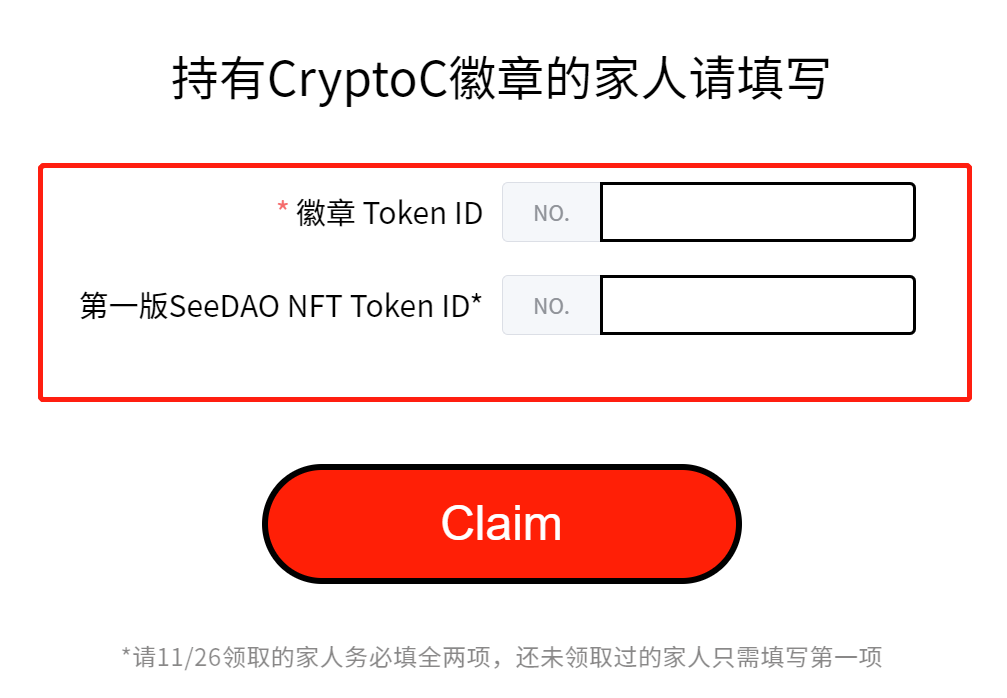 持有CryptoC徽章的家人请填写
* 徽章 Token ID NO.
第一版SeeDAO NFT Token ID* NO.
Claim
*请11/26领取的家人务必填全两项，还未领取过的家人只需填写第一项